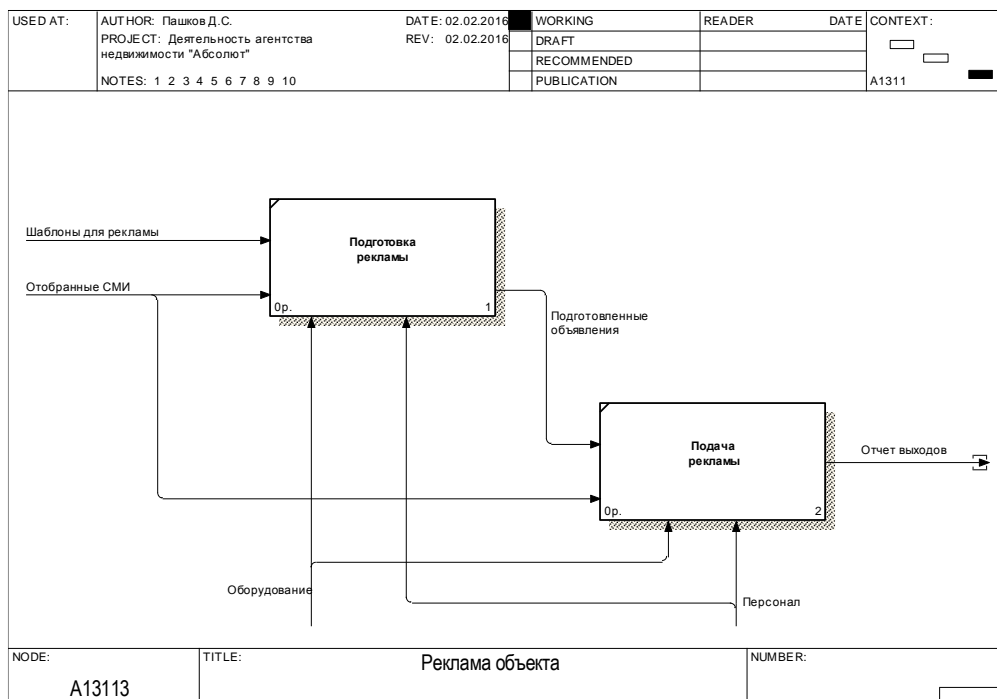 USED AT:
AUTHOR: Пашков Д.С.
DATE: 02.02.2016
PROJECT: Деятельность агентства
недвижимости "Абсолют"
REV: 02.02.2016
NOTES: 1 2 3 4 5 6 7 8 9 10
WORKING
DRAFT
RECOMMENDED
PUBLICATION
READER
DATE
CONTEXT:
A1311
Шаблоны для рекламы
Отобранные СМИ
Подготовка
рекламы
0р.
1
Подготовленные
объявления
Подача
рекламы
0р.
2
Отчет выходов
Оборудование
Персонал
NODE:
A13113
TITLE:
Реклама объекта
NUMBER: